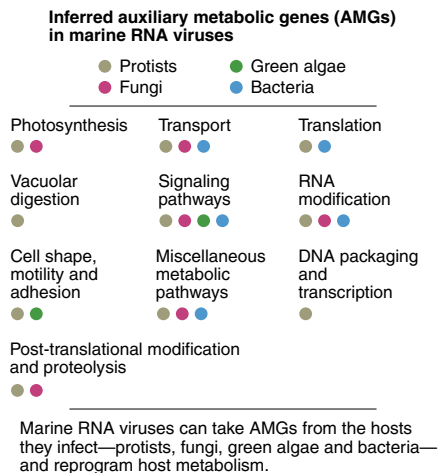 Inferred auxiliary metabolic genes (AMGs)
in marine RNA viruses
Protists
Green algae
Fungi
Bacteria
Photosynthesis
Transport
Translation
Vacuolar
digestion
Signaling
pathways
RNA
modification
Cell shape,
motility and
adhesion
Miscellaneous
metabolic
pathways
DNA packaging
and
transcription
Post-translational modification
and proteolysis
Marine RNA viruses can take AMGs from the hosts
they infect—protists, fungi, green algae and bacteria—
and reprogram host metabolism.